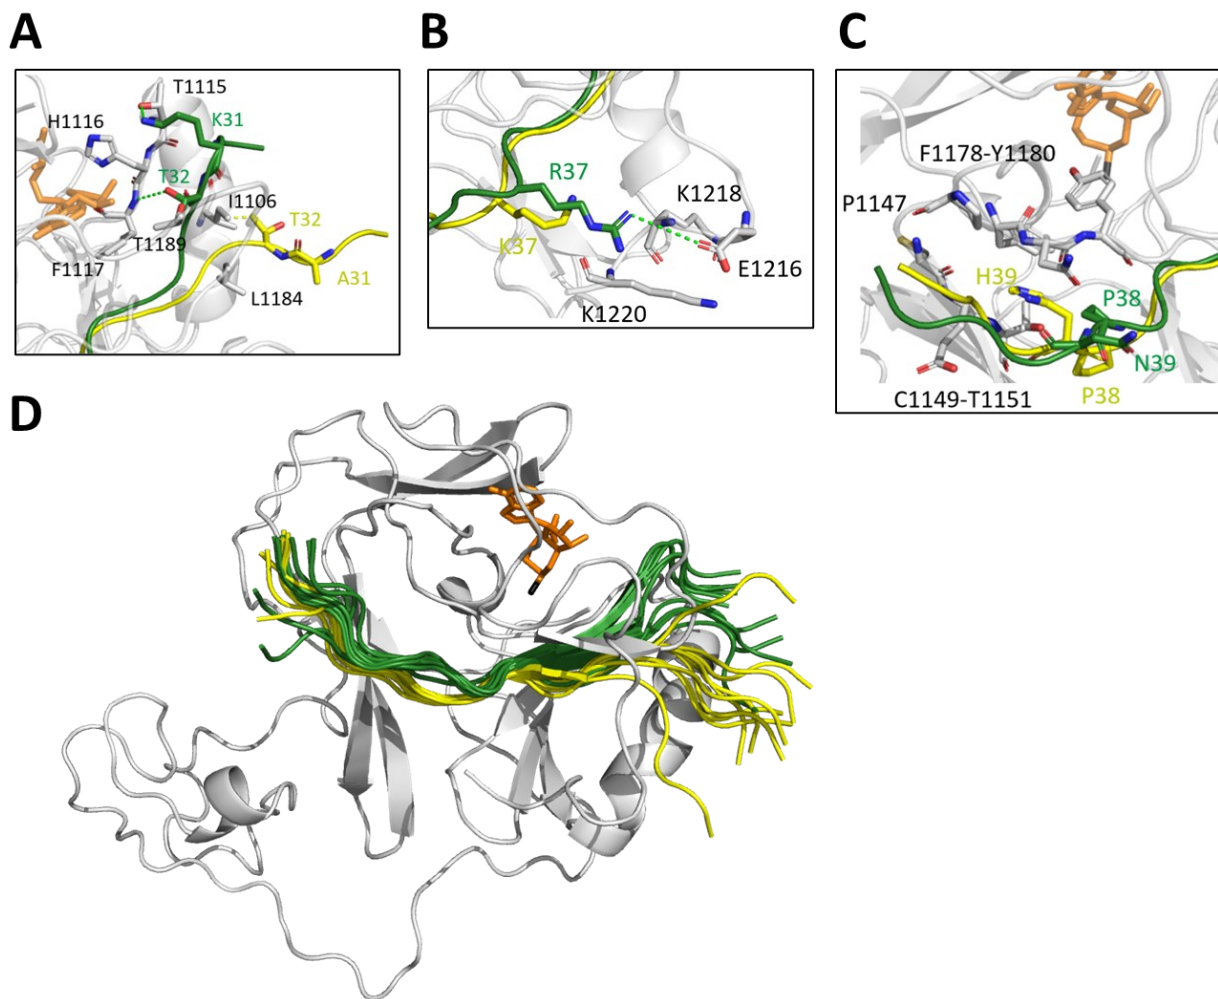 A
T1115
H1116
K31
T32
I1106
T32
T1189
F1117
A31
L1184
B
R37
K1218
K37
E1216
K1220
C
F1178-Y1180
P1147
H39
P38
N39
C1149-T1151
P38
D